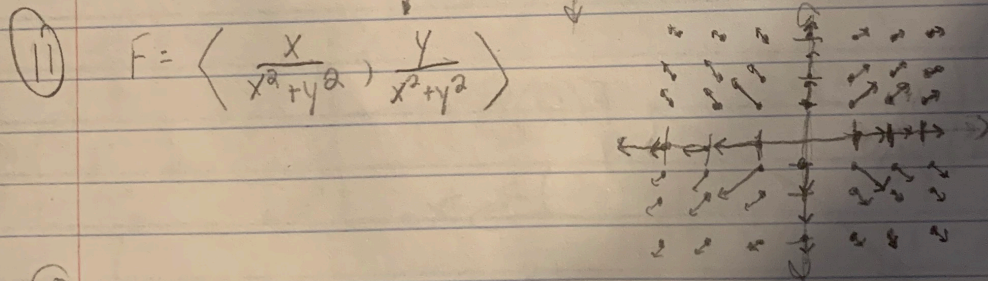 11 F = ⟨ x/(x²+y²) , y/(x²+y²) ⟩